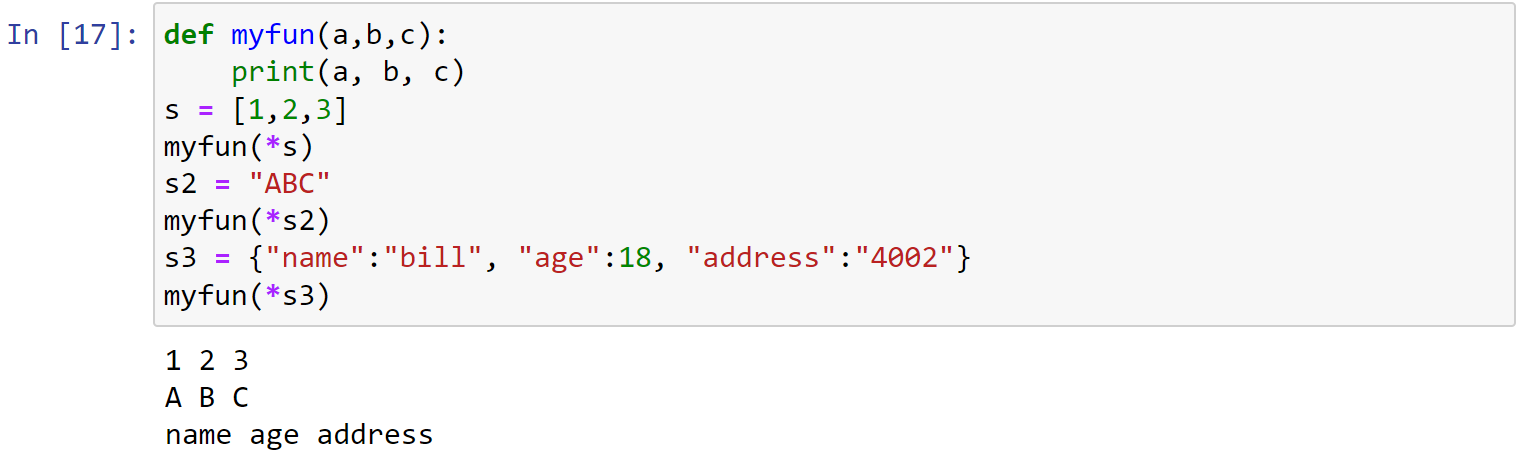 In [17]: def myfun(a,b,c):
    print(a, b, c)
s = [1,2,3]
myfun(*s)
s2 = "ABC"
myfun(*s2)
s3 = {"name":"bill", "age":18, "address":"4002"}
myfun(*s3)
1 2 3
A B C
name age address